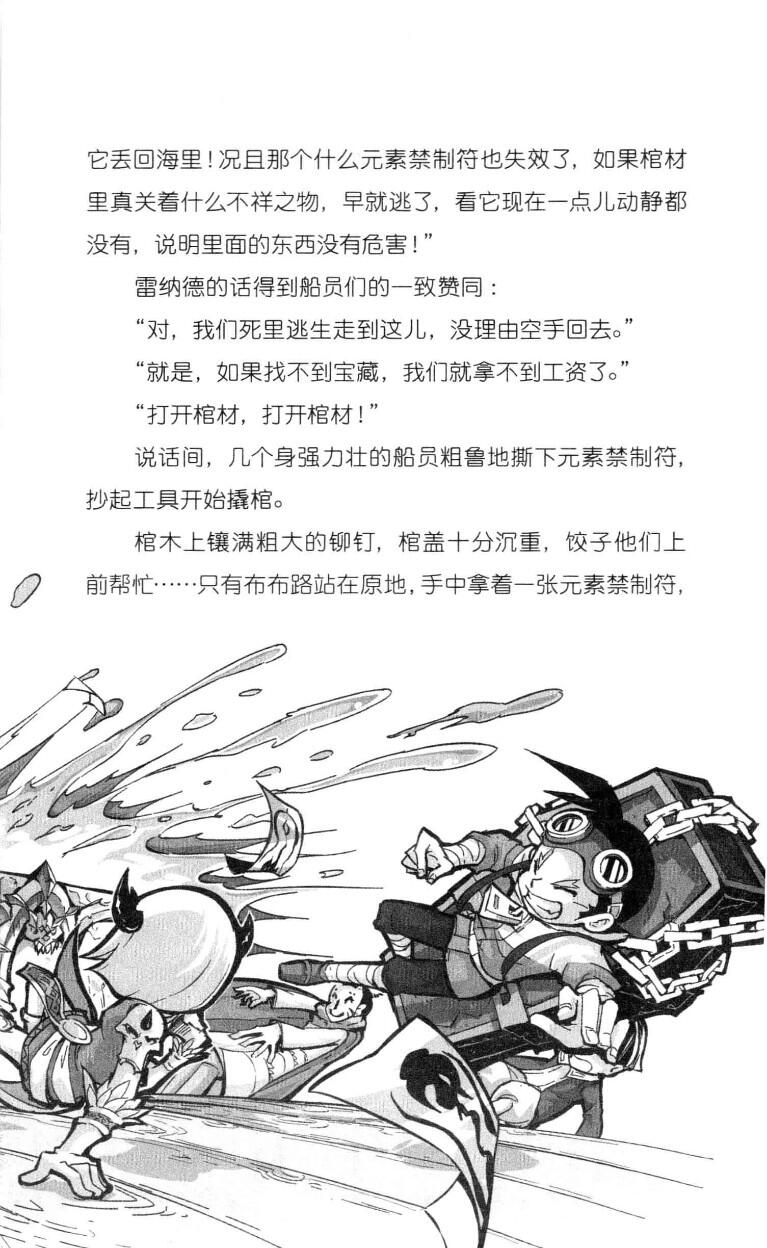 它丢回海里！况且那个什么元素禁制符也失效了，如果棺材
里真关着什么不祥之物，早就逃了，看它现在一点儿动静都
没有，说明里面的东西没有危害！”
雷纳德的话得到船员们的一致赞同：
“对，我们死里逃生走到这儿，没理由空手回去。”
“就是，如果找不到宝藏，我们就拿不到工资了。”
“打开棺材，打开棺材！”
说话间，几个身强力壮的船员粗鲁地撕下元素禁制符，
抄起工具开始撬棺。
棺木上镶满粗大的铆钉，棺盖十分沉重，饺子他们上
前帮忙……只有布布路站在原地，手中拿着一张元素禁制符，